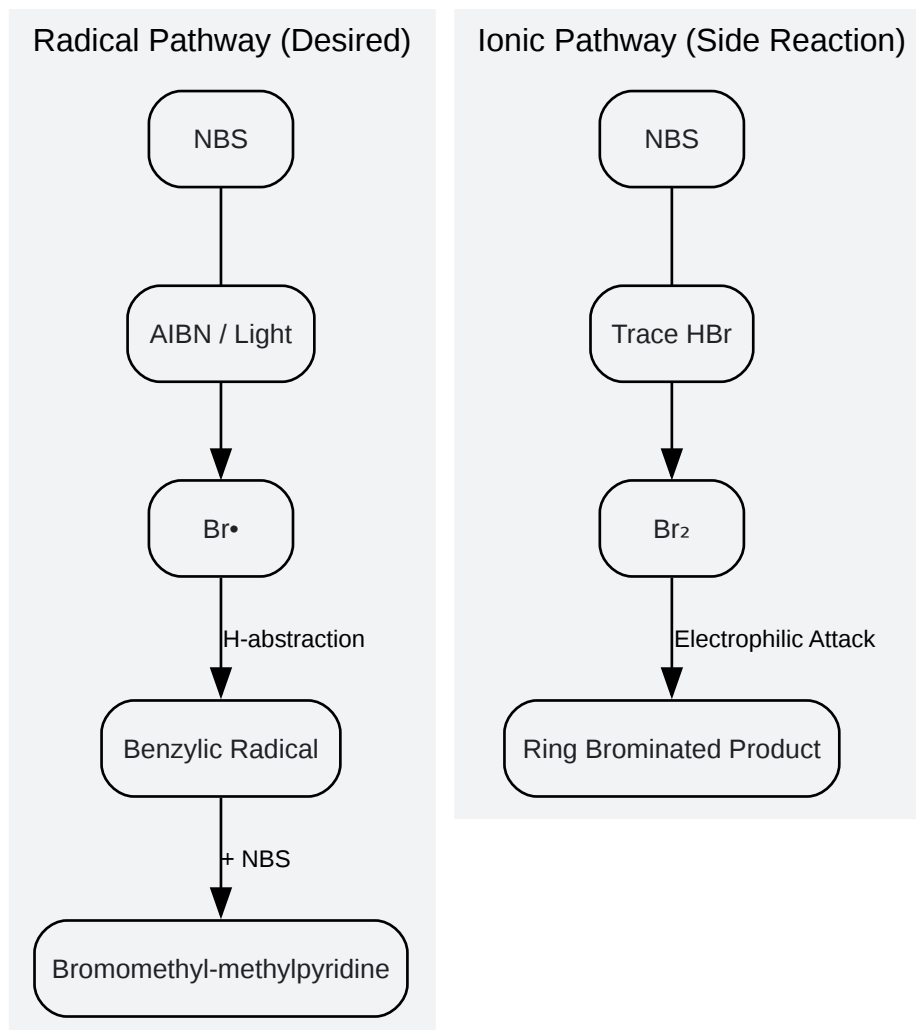 Radical Pathway (Desired)
NBS
AIBN / Light
Br•
H-abstraction
Benzylic Radical
+ NBS
Bromomethyl-methylpyridine
Ionic Pathway (Side Reaction)
NBS
Trace HBr
Br₂
Electrophilic Attack
Ring Brominated Product